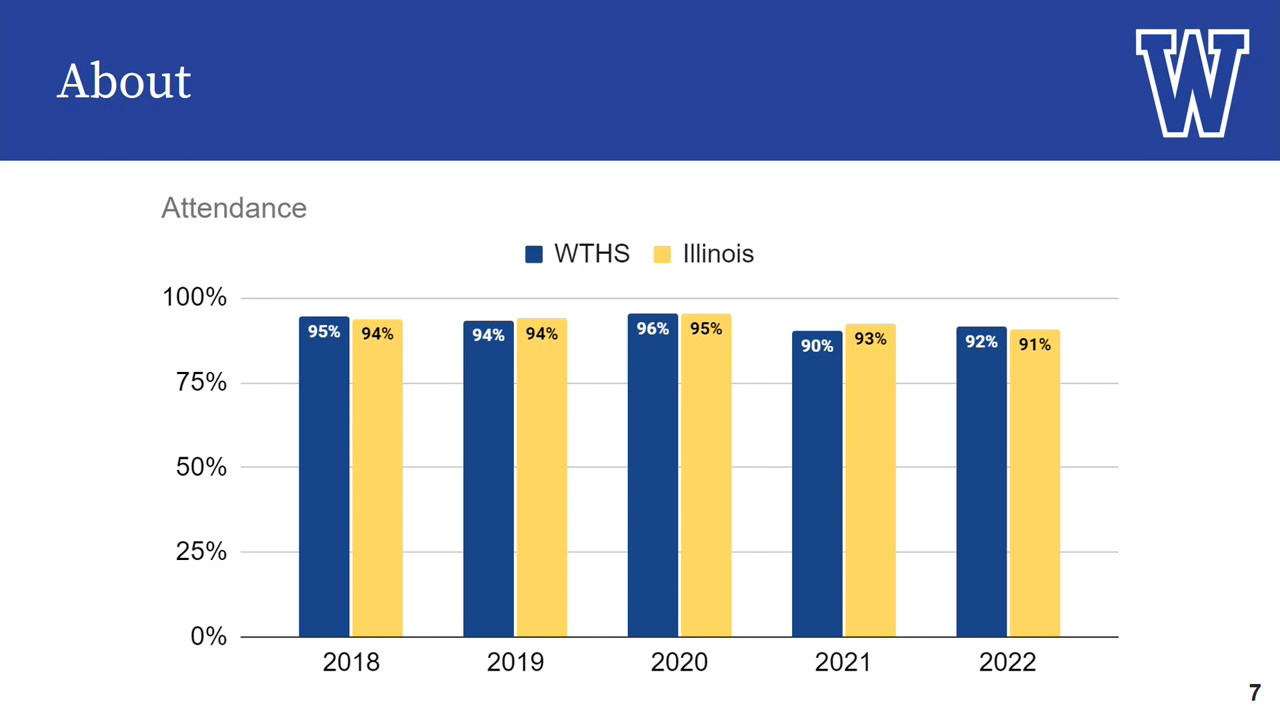 About
W
Attendance
WTHS Illinois
100%
95% 94% 94% 94% 96% 95% 90% 93% 92% 91%
75%
50%
25%
0%
2018 2019 2020 2021 2022
7